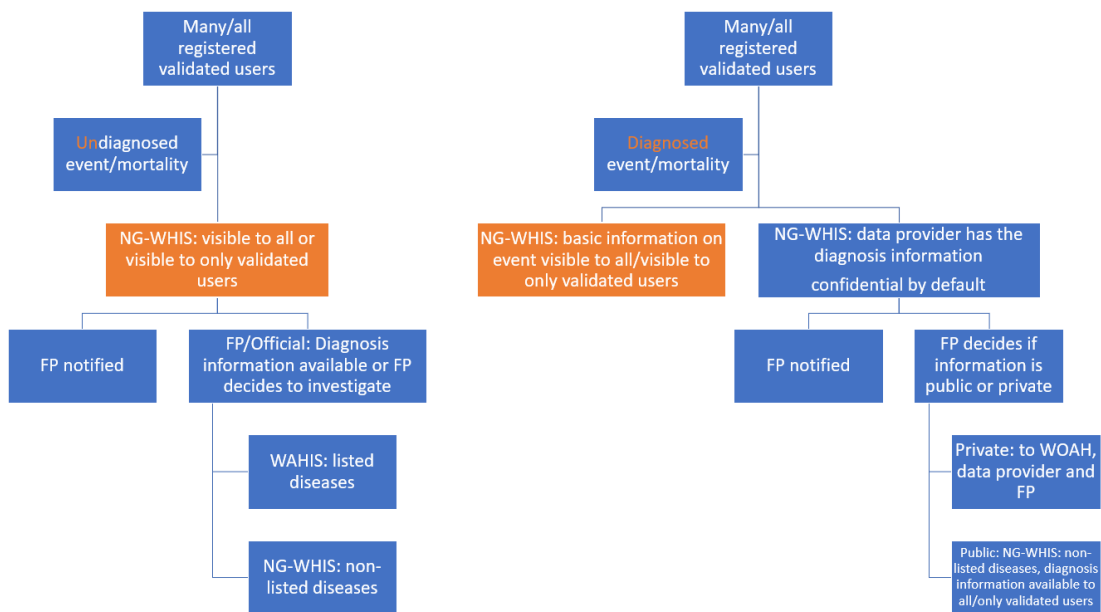 Many/all
registered
validated users
Undiagnosed
event/mortality
NG-WHIS: visible to all or
visible to only validated
users
FP notified
FP/Official: Diagnosis
information available or FP
decides to investigate
WAHIS: listed
diseases
NG-WHIS: non-
listed diseases
Many/all
registered
validated users
Diagnosed
event/mortality
NG-WHIS: basic information on
event visible to all/visible to
only validated users
NG-WHIS: data provider has the
diagnosis information
confidential by default
FP notified
FP decides if
information is
public or private
Private: to WOAH,
data provider and
FP
Public: NG-WHIS: non-
listed diseases, diagnosis
information available to
all/only validated users